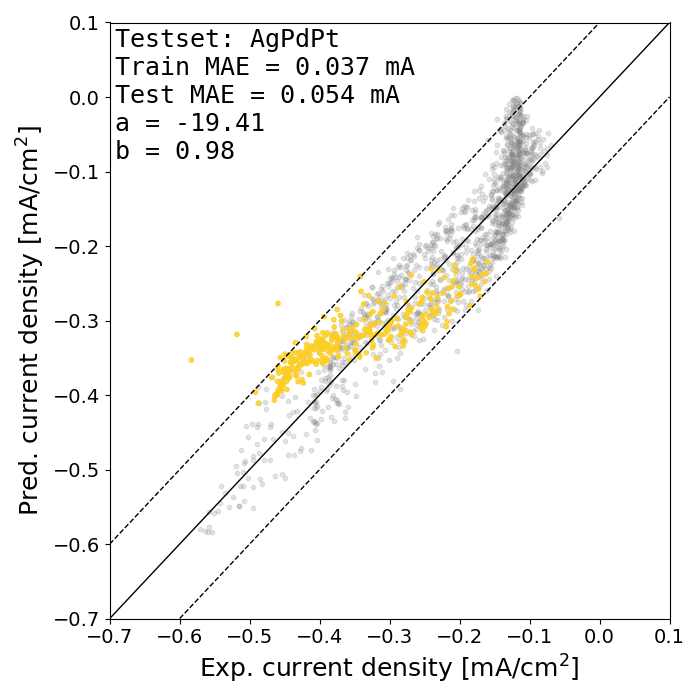 Testset: AgPdPt
Train MAE = 0.037 mA
Test MAE = 0.054 mA
a = -19.41
b = 0.98
0.1
0.0
−0.1
−0.2
−0.3
−0.4
−0.5
−0.6
−0.7
Pred. current density [mA/cm²]
−0.7 −0.6 −0.5 −0.4 −0.3 −0.2 −0.1 0.0 0.1
Exp. current density [mA/cm²]